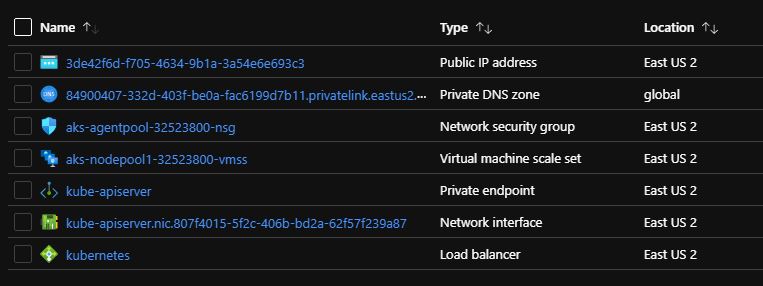 Name ↑↓ Type ↑↓ Location ↑↓
3de42f6d-f705-4634-9b1a-3a54e6e693c3 Public IP address East US 2
DNS 84900407-332d-403f-be0a-fac6199d7b11.privatelink.eastus2.... Private DNS zone global
aks-agentpool-32523800-nsg Network security group East US 2
aks-nodepool1-32523800-vmss Virtual machine scale set East US 2
kube-apiserver Private endpoint East US 2
kube-apiserver.nic.807f4015-5f2c-406b-bd2a-62f57f239a87 Network interface East US 2
kubernetes Load balancer East US 2